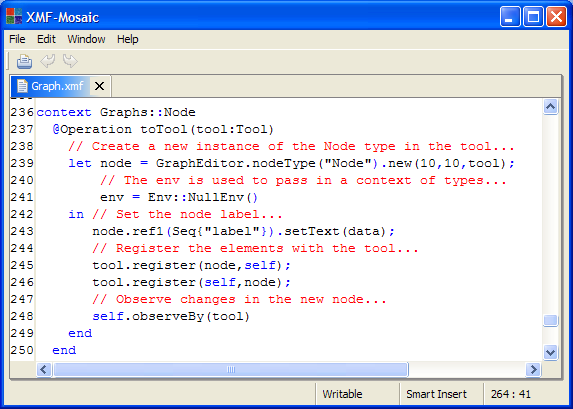 XMF-Mosaic
File Edit Window Help
Graph.xmf
236 context Graphs::Node
237 @Operation toTool(tool:Tool)
238 // Create a new instance of the Node type in the tool...
239 let node = GraphEditor.nodeType("Node").new(10,10,tool);
240 // The env is used to pass in a context of types...
241 env = Env::NullEnv()
242 in // Set the node label...
243 node.ref1(Seq{"label"}).setText(data);
244 // Register the elements with the tool...
245 tool.register(node,self);
246 tool.register(self,node);
247 // Observe changes in the new node...
248 self.observeBy(tool)
249 end
250 end
Writable Smart Insert 264 : 41